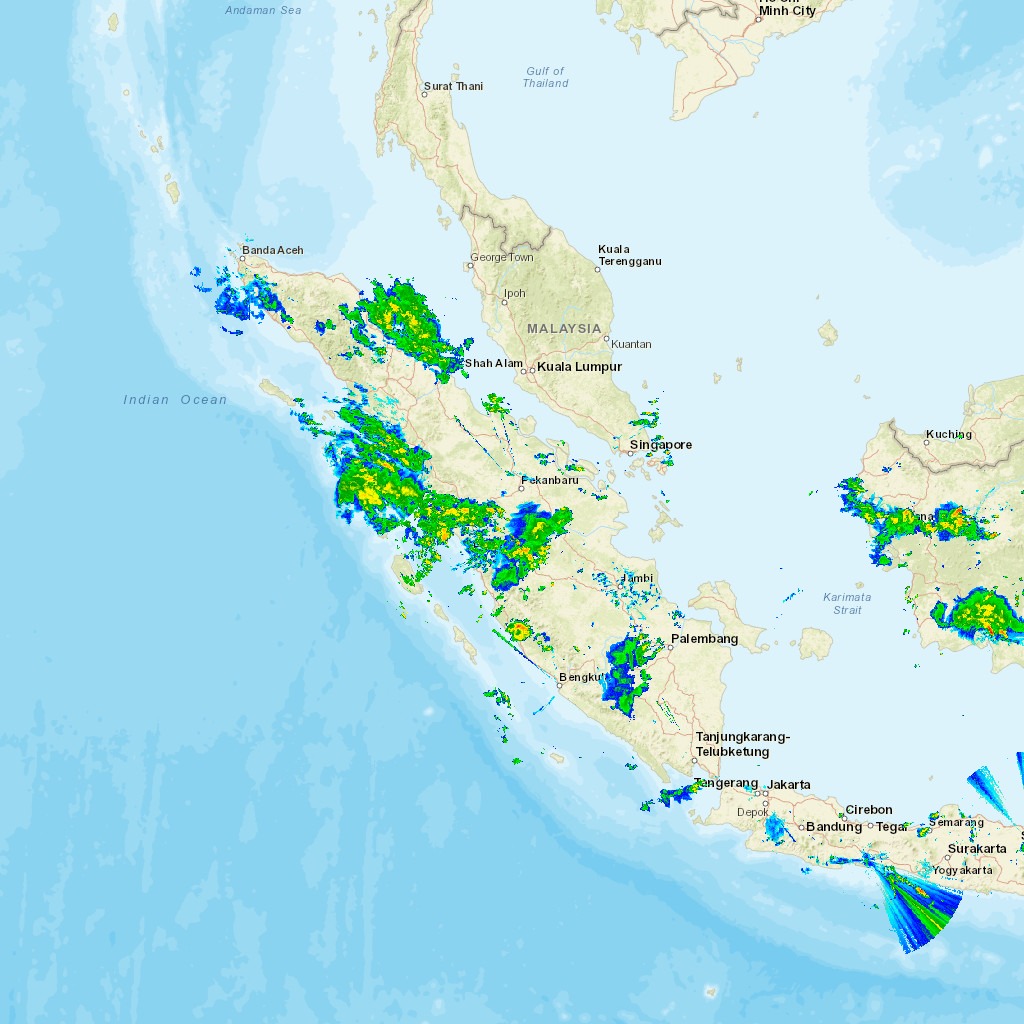 Andaman Sea
Minh City
Gulf of
Thailand
Surat Thani
Banda Aceh
George Town
Kuala
Terengganu
Ipoh
MALAYSIA
Kuantan
Shah Alam
Kuala Lumpur
Indian Ocean
Kuching
Singapore
Pekanbaru
Jambi
Karimata
Strait
Palembang
Tanjungkarang-
Telubketung
Tangerang
Jakarta
Depok
Cirebon
Bandung
Semarang
Surakarta
Yogyakarta